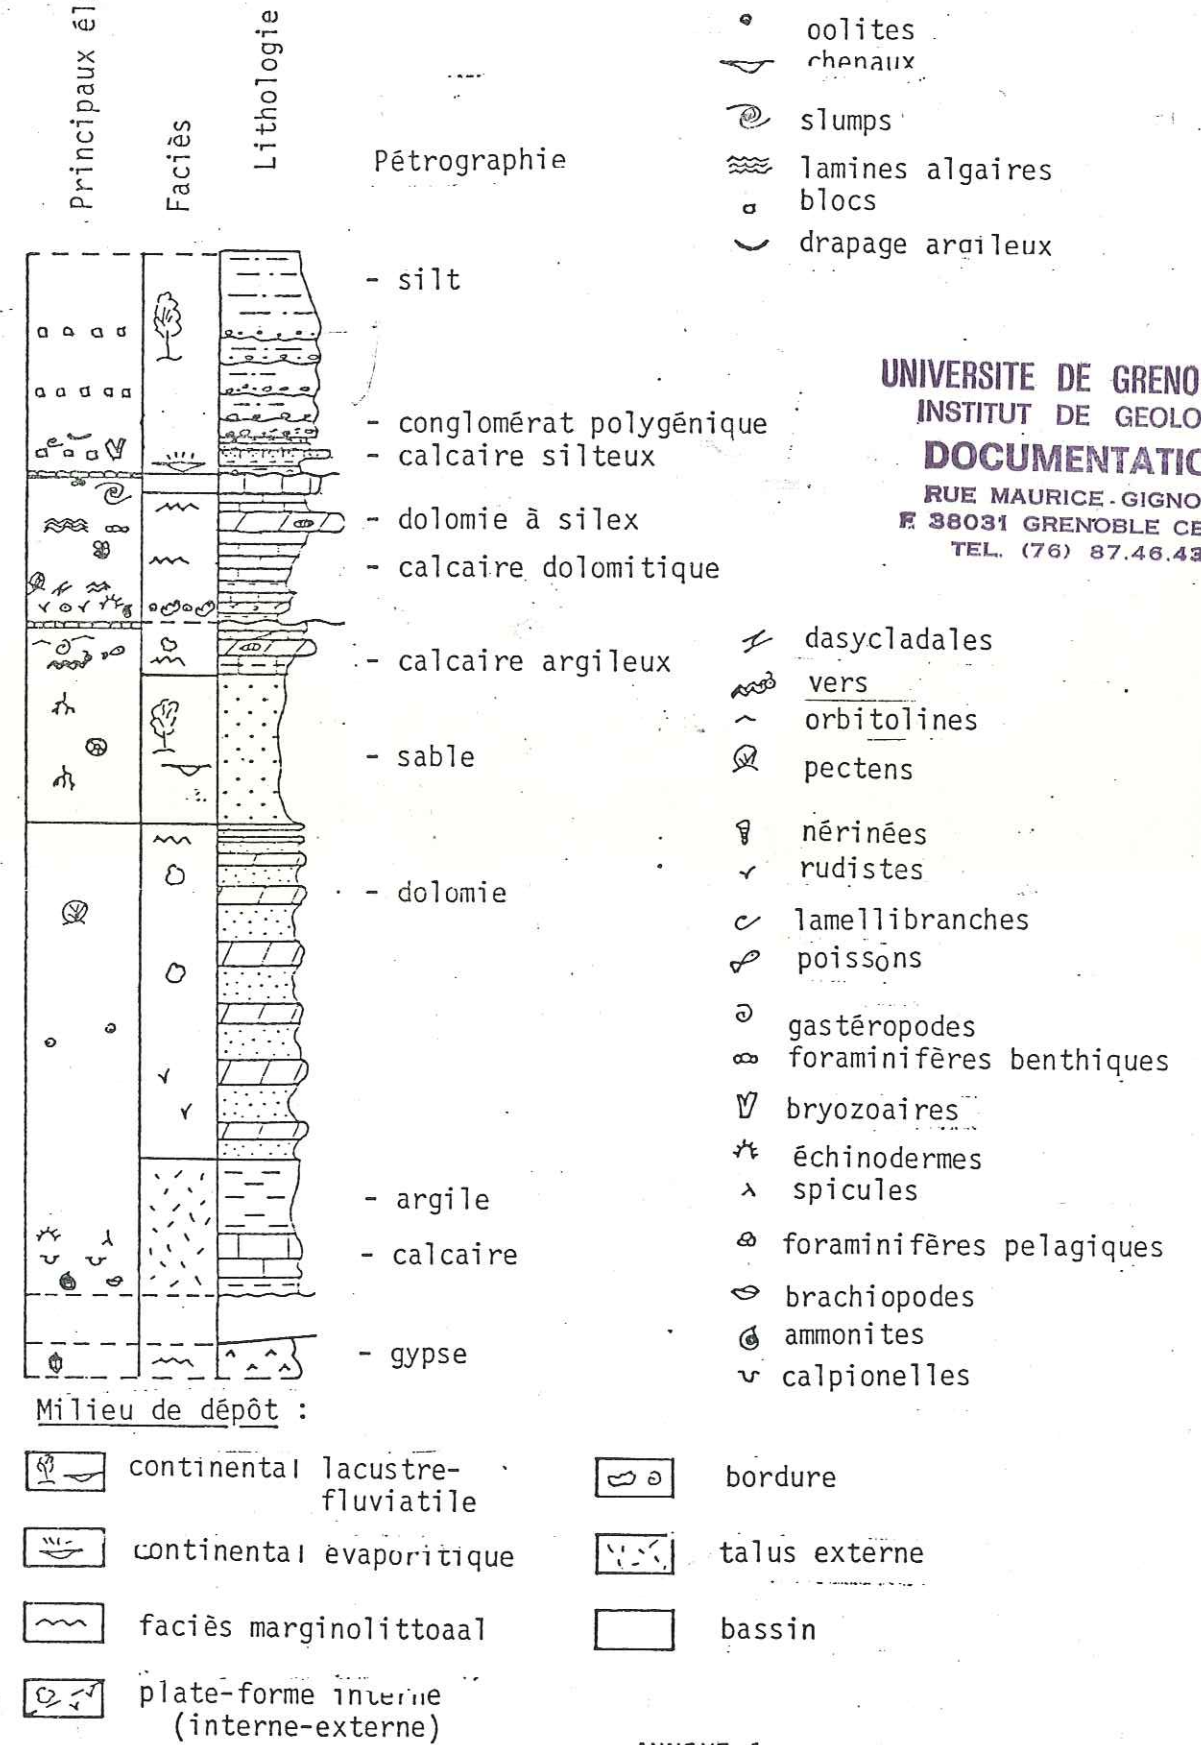 Principaux él
Faciès
Lithologie
Pétrographie
- silt
- conglomérat polygénique
- calcaire silteux
- dolomie à silex
- calcaire dolomitique
- calcaire argileux
- sable
- dolomie
- argile
- calcaire
- gypse
oolites
chenaux
slumps
lamines algaires
blocs
drapage argileux
UNIVERSITE DE GRENO
INSTITUT DE GEOLO
DOCUMENTATIO
RUE MAURICE-GIGNO
F. 38031 GRENOBLE CE
TEL. (76) 87.46.43
dasycladales
vers
orbitolines
pectens
nérinées
rudistes
lamellibranches
poissons
gastéropodes
foraminifères benthiques
bryozoaires
échinodermes
spicules
foraminifères pelagiques
brachiopodes
ammonites
calpionelles
Milieu de dépôt :
continental lacustre-
fluviatile
continental évaporitique
faciès marginolittoaal
plate-forme interne
(interne-externe)
bordure
talus externe
bassin